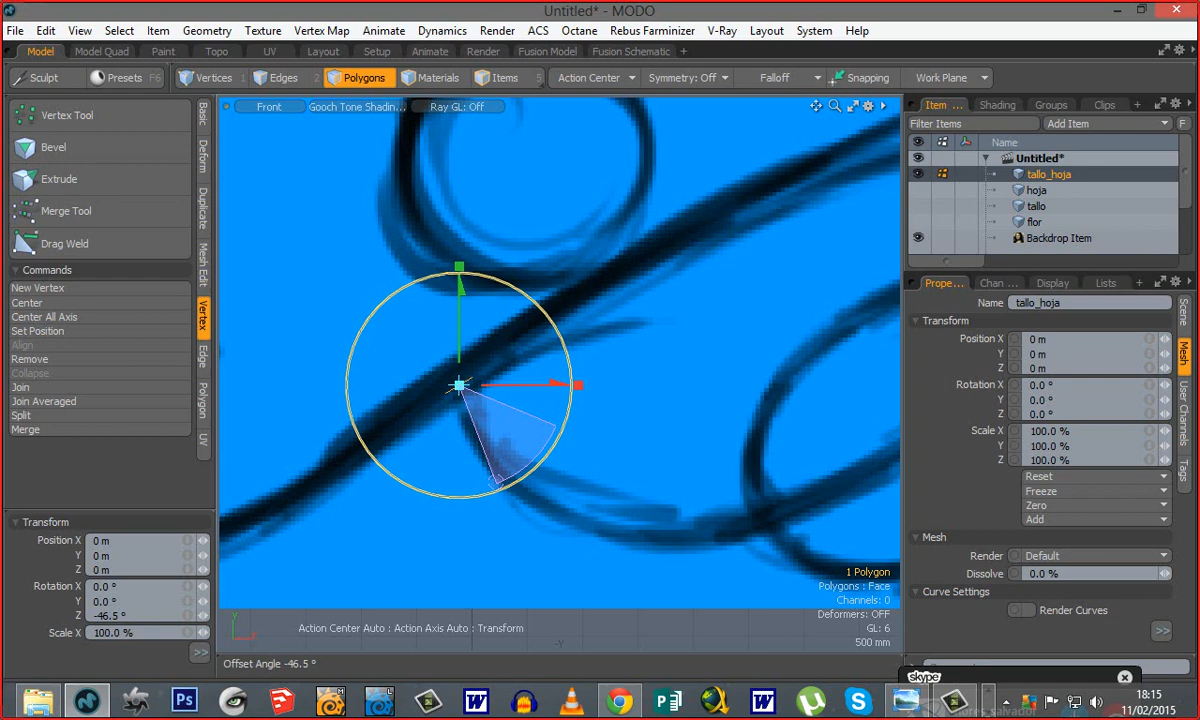 Untitled* - MODO
File Edit View Select Item Geometry Texture Vertex Map Animate Dynamics Render ACS Octane Rebus Farminizer V-Ray Layout System Help
Model Model Quad Paint Topo UV Layout Setup Animate Render Fusion Model Fusion Schematic +
Sculpt Presets F6 Vertices 1 Edges 2 Polygons Materials Items 5 Action Center Symmetry: Off Falloff Snapping Work Plane
Vertex Tool
Bevel
Extrude
Merge Tool
Drag Weld
Commands
New Vertex
Center
Center All Axis
Set Position
Align
Remove
Collapse
Join
Join Averaged
Split
Merge
Basic
Deform
Duplicate
Mesh Edit
Vertex
Edge
Polygon
UV
Transform
Position X 0 m
Y 0 m
Z 0 m
Rotation X 0.0 °
Y 0.0 °
Z -46.5 °
Scale X 100.0 %
>>
Front Gooch Tone Shadin... Ray GL: Off
1 Polygon
Polygons : Face
Channels: 0
Deformers: OFF
GL: 6
500 mm
Action Center Auto : Action Axis Auto : Transform
-Y
Offset Angle -46.5 °
Item ... Shading Groups Clips +
Filter Items Add Item F
Name
Untitled*
tallo_hoja
hoja
tallo
flor
Backdrop Item
Prope... Chan ... Display Lists +
Name tallo_hoja
Transform
Position X 0 m
Y 0 m
Z 0 m
Rotation X 0.0 °
Y 0.0 °
Z 0.0 °
Scale X 100.0 %
Y 100.0 %
Z 100.0 %
Reset
Freeze
Zero
Add
Mesh
Render Default
Dissolve 0.0 %
Curve Settings
Render Curves
>>
Scene
Mesh
User Channels
Tags
skype
18:15
11/02/2015